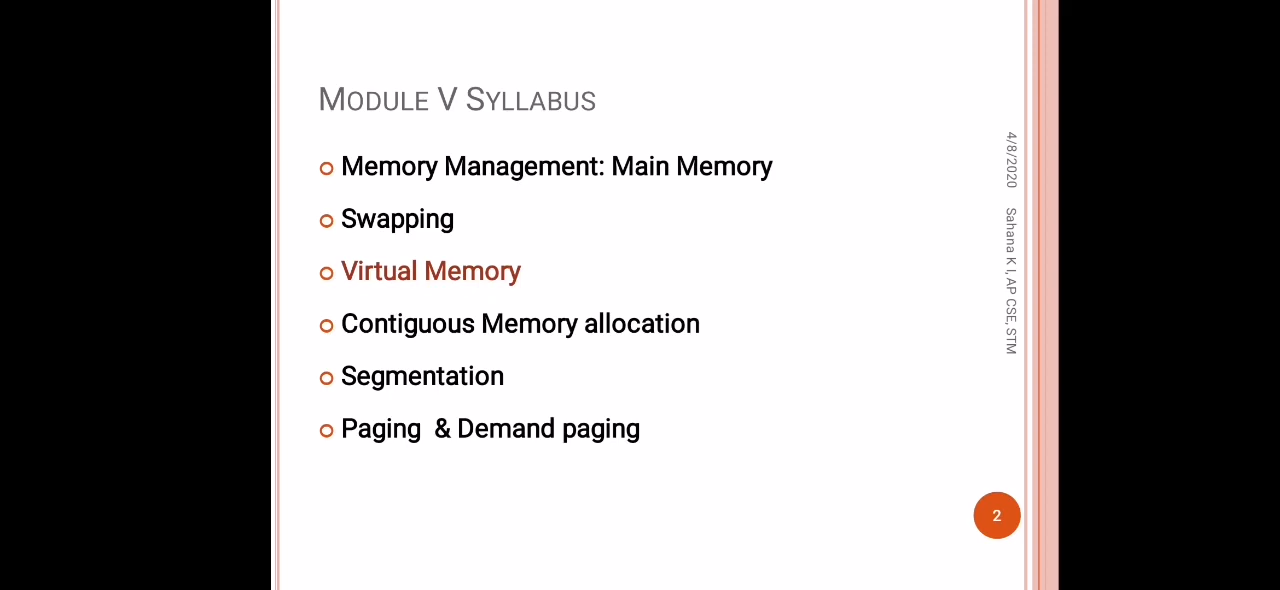 MODULE V SYLLABUS
Memory Management: Main Memory
Swapping
Virtual Memory
Contiguous Memory allocation
Segmentation
Paging & Demand paging
4/8/2020 Sahana K I, AP CSE, STM
2